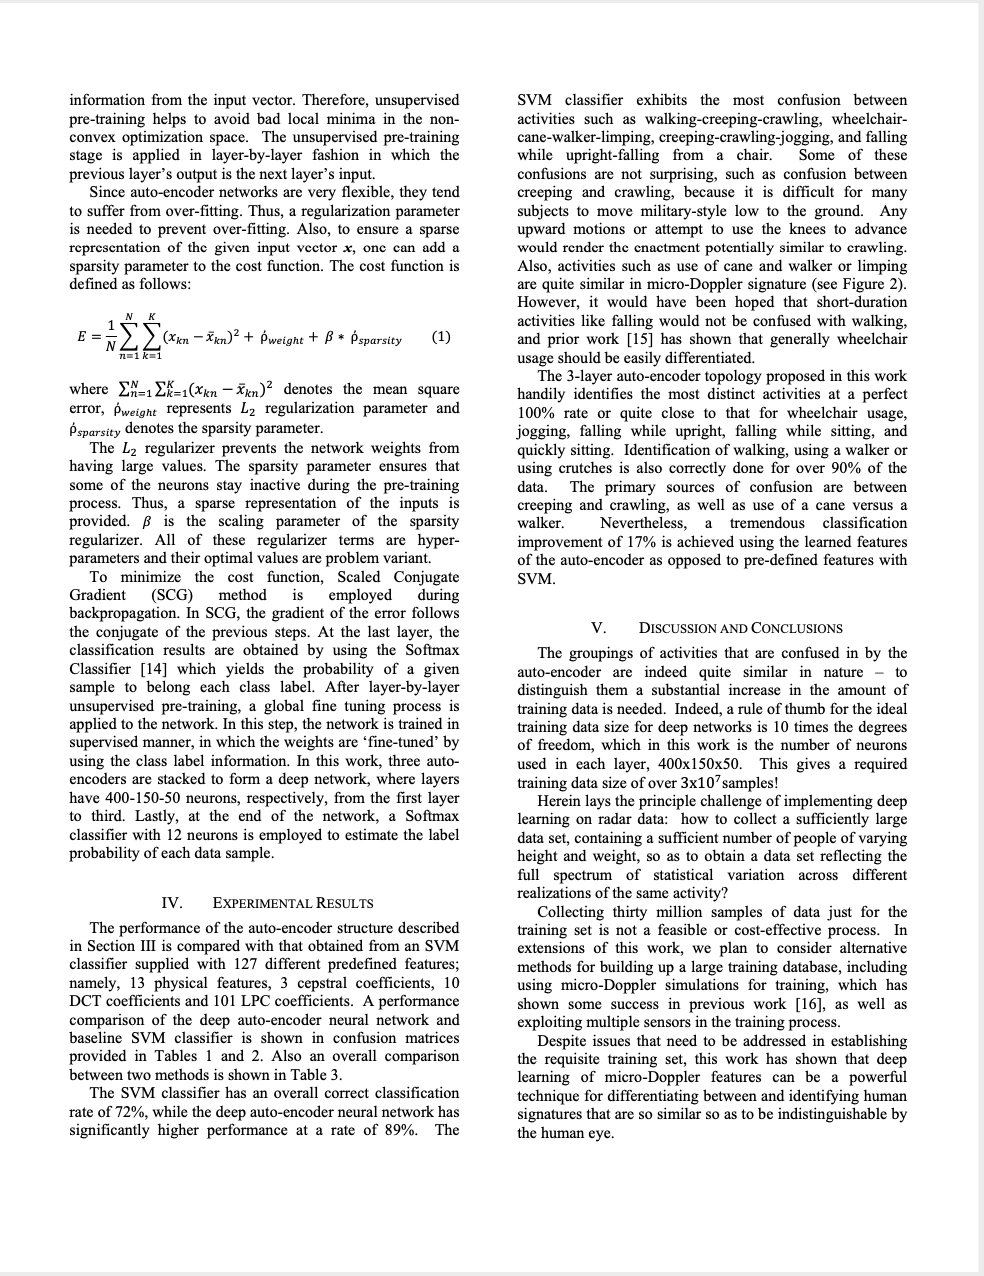 information from the input vector. Therefore, unsupervised
pre-training helps to avoid bad local minima in the non-
convex optimization space. The unsupervised pre-training
stage is applied in layer-by-layer fashion in which the
previous layer's output is the next layer's input.
Since auto-encoder networks are very flexible, they tend
to suffer from over-fitting. Thus, a regularization parameter
is needed to prevent over-fitting. Also, to ensure a sparse
representation of the given input vector x, one can add a
sparsity parameter to the cost function. The cost function is
defined as follows:
E = \frac{1}{N} \sum_{n=1}^{N} \sum_{k=1}^{K} (x_{kn} - \bar{x}_{kn})^2 + ṕ_{weight} + β * ṕ_{sparsity} (1)
where \sum_{n=1}^{N} \sum_{k=1}^{K} (x_{kn} - \bar{x}_{kn})^2 denotes the mean square
error, ṕ_{weight} represents L_2 regularization parameter and
ṕ_{sparsity} denotes the sparsity parameter.
The L_2 regularizer prevents the network weights from
having large values. The sparsity parameter ensures that
some of the neurons stay inactive during the pre-training
process. Thus, a sparse representation of the inputs is
provided. β is the scaling parameter of the sparsity
regularizer. All of these regularizer terms are hyper-
parameters and their optimal values are problem variant.
To minimize the cost function, Scaled Conjugate
Gradient (SCG) method is employed during
backpropagation. In SCG, the gradient of the error follows
the conjugate of the previous steps. At the last layer, the
classification results are obtained by using the Softmax
Classifier [14] which yields the probability of a given
sample to belong each class label. After layer-by-layer
unsupervised pre-training, a global fine tuning process is
applied to the network. In this step, the network is trained in
supervised manner, in which the weights are 'fine-tuned' by
using the class label information. In this work, three auto-
encoders are stacked to form a deep network, where layers
have 400-150-50 neurons, respectively, from the first layer
to third. Lastly, at the end of the network, a Softmax
classifier with 12 neurons is employed to estimate the label
probability of each data sample.
IV. EXPERIMENTAL RESULTS
The performance of the auto-encoder structure described
in Section III is compared with that obtained from an SVM
classifier supplied with 127 different predefined features;
namely, 13 physical features, 3 cepstral coefficients, 10
DCT coefficients and 101 LPC coefficients. A performance
comparison of the deep auto-encoder neural network and
baseline SVM classifier is shown in confusion matrices
provided in Tables 1 and 2. Also an overall comparison
between two methods is shown in Table 3.
The SVM classifier has an overall correct classification
rate of 72%, while the deep auto-encoder neural network has
significantly higher performance at a rate of 89%. The
SVM classifier exhibits the most confusion between
activities such as walking-creeping-crawling, wheelchair-
cane-walker-limping, creeping-crawling-jogging, and falling
while upright-falling from a chair. Some of these
confusions are not surprising, such as confusion between
creeping and crawling, because it is difficult for many
subjects to move military-style low to the ground. Any
upward motions or attempt to use the knees to advance
would render the enactment potentially similar to crawling.
Also, activities such as use of cane and walker or limping
are quite similar in micro-Doppler signature (see Figure 2).
However, it would have been hoped that short-duration
activities like falling would not be confused with walking,
and prior work [15] has shown that generally wheelchair
usage should be easily differentiated.
The 3-layer auto-encoder topology proposed in this work
handily identifies the most distinct activities at a perfect
100% rate or quite close to that for wheelchair usage,
jogging, falling while upright, falling while sitting, and
quickly sitting. Identification of walking, using a walker or
using crutches is also correctly done for over 90% of the
data. The primary sources of confusion are between
creeping and crawling, as well as use of a cane versus a
walker. Nevertheless, a tremendous classification
improvement of 17% is achieved using the learned features
of the auto-encoder as opposed to pre-defined features with
SVM.
V. DISCUSSION AND CONCLUSIONS
The groupings of activities that are confused in by the
auto-encoder are indeed quite similar in nature – to
distinguish them a substantial increase in the amount of
training data is needed. Indeed, a rule of thumb for the ideal
training data size for deep networks is 10 times the degrees
of freedom, which in this work is the number of neurons
used in each layer, 400x150x50. This gives a required
training data size of over 3x10^7 samples!
Herein lays the principle challenge of implementing deep
learning on radar data: how to collect a sufficiently large
data set, containing a sufficient number of people of varying
height and weight, so as to obtain a data set reflecting the
full spectrum of statistical variation across different
realizations of the same activity?
Collecting thirty million samples of data just for the
training set is not a feasible or cost-effective process. In
extensions of this work, we plan to consider alternative
methods for building up a large training database, including
using micro-Doppler simulations for training, which has
shown some success in previous work [16], as well as
exploiting multiple sensors in the training process.
Despite issues that need to be addressed in establishing
the requisite training set, this work has shown that deep
learning of micro-Doppler features can be a powerful
technique for differentiating between and identifying human
signatures that are so similar so as to be indistinguishable by
the human eye.